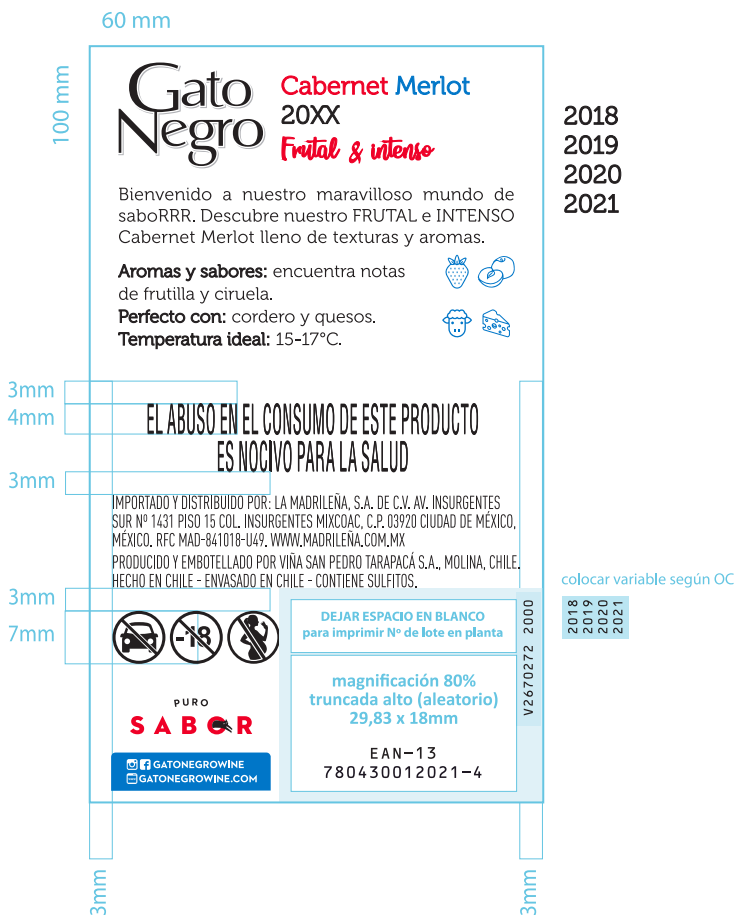 60 mm
100 mm
Gato
Negro
Cabernet Merlot
20XX
Frutal & intenso
2018
2019
2020
2021
Bienvenido a nuestro maravilloso mundo de
saboRRR. Descubre nuestro FRUTAL e INTENSO
Cabernet Merlot lleno de texturas y aromas.
Aromas y sabores: encuentra notas
de frutilla y ciruela.
Perfecto con: cordero y quesos.
Temperatura ideal: 15-17°C.
3mm
4mm
EL ABUSO EN EL CONSUMO DE ESTE PRODUCTO
ES NOCIVO PARA LA SALUD
3mm
IMPORTADO Y DISTRIBUIDO POR: LA MADRILEÑA, S.A. DE C.V. AV. INSURGENTES
SUR Nº 1431 PISO 15 COL. INSURGENTES MIXCOAC, C.P. 03920 CIUDAD DE MÉXICO,
MÉXICO. RFC MAD-841018-U49. WWW.MADRILEÑA.COM.MX
PRODUCIDO Y EMBOTELLADO POR VIÑA SAN PEDRO TARAPACÁ S.A., MOLINA, CHILE.
HECHO EN CHILE - ENVASADO EN CHILE - CONTIENE SULFITOS.
3mm
7mm
-18
DEJAR ESPACIO EN BLANCO
para imprimir Nº de lote en planta
V2670272 2000
colocar variable según OC
2018
2019
2020
2021
magnificación 80%
truncada alto (aleatorio)
29,83 x 18mm
EAN-13
780430012021-4
PURO
SABOR
GATONEGROWINE
GATONEGROWINE.COM
3mm
3mm